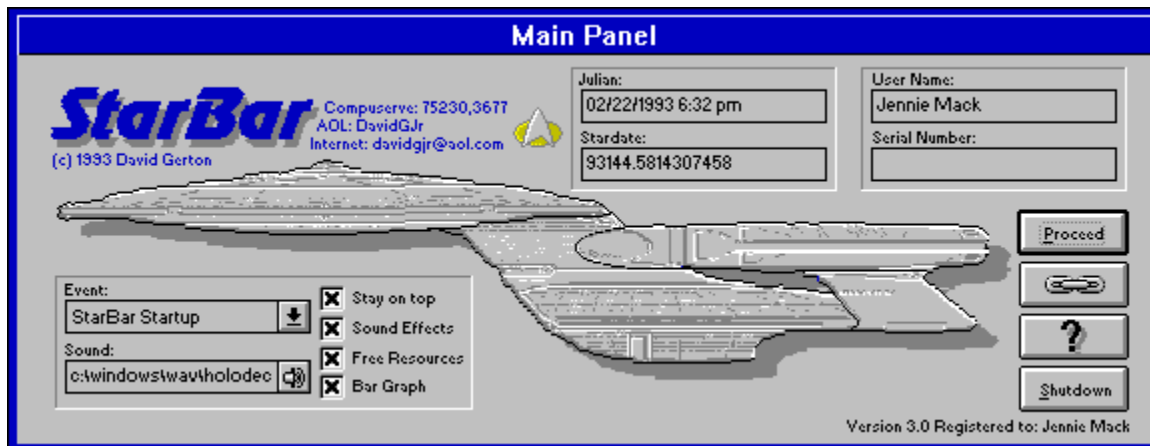 Main Panel
StarBar
Compuserve: 75230,3677
AOL: DavidGJr
Internet: davidgjr@aol.com
(c) 1993 David Gerton
Julian:
02/22/1993 6:32 pm
Stardate:
93144.5814307458
User Name:
Jennie Mack
Serial Number:
Proceed
?
Shutdown
Event:
StarBar Startup
Sound:
c:\windows\wav\holodec
Stay on top
Sound Effects
Free Resources
Bar Graph
Version 3.0 Registered to: Jennie Mack